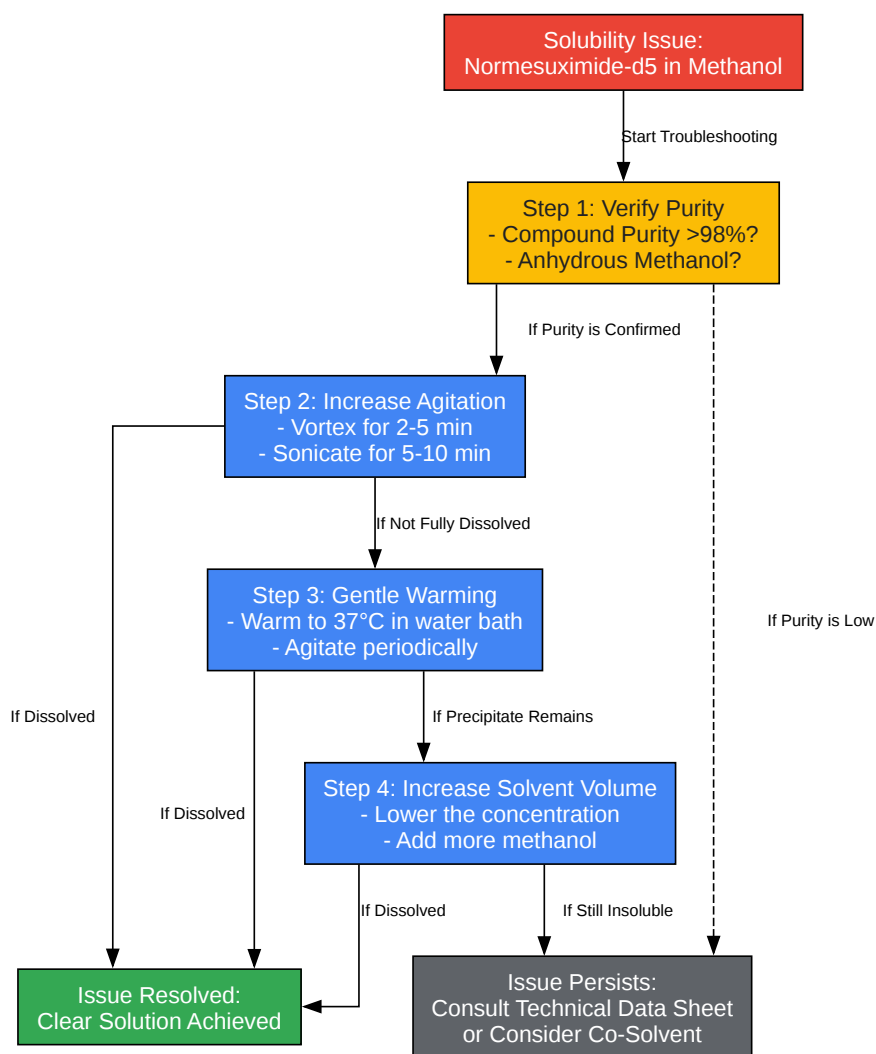 Solubility Issue:
Normesuximide-d5 in Methanol
Start Troubleshooting
Step 1: Verify Purity
- Compound Purity >98%?
- Anhydrous Methanol?
If Purity is Confirmed
Step 2: Increase Agitation
- Vortex for 2-5 min
- Sonicate for 5-10 min
If Not Fully Dissolved
Step 3: Gentle Warming
- Warm to 37°C in water bath
- Agitate periodically
If Purity is Low
If Dissolved
If Precipitate Remains
Step 4: Increase Solvent Volume
- Lower the concentration
- Add more methanol
If Dissolved
If Dissolved
If Still Insoluble
Issue Resolved:
Clear Solution Achieved
Issue Persists:
Consult Technical Data Sheet
or Consider Co-Solvent